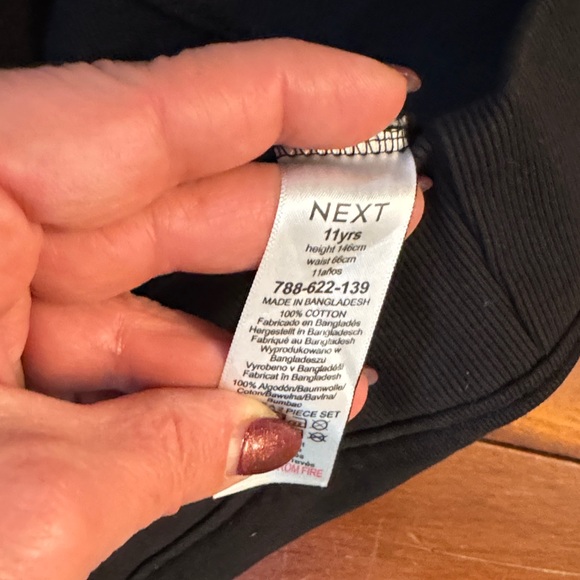 NEXT
11yrs
height 146cm
waist 66cm
11años
788-622-139
MADE IN BANGLADESH
100% COTTON
Fabricado en Bangladés
Hergestellt in Bangladesch
Fabriqué au Bangladesh
Wyprodukowano w
Bangladeszu
Vyrobeno v Bangladéši
Fabricat în Bangladesh
100% Algodón/Baumwolle/
Coton/Bawełna/Bavlna/
Bumbac
PIECE SET
FIRE